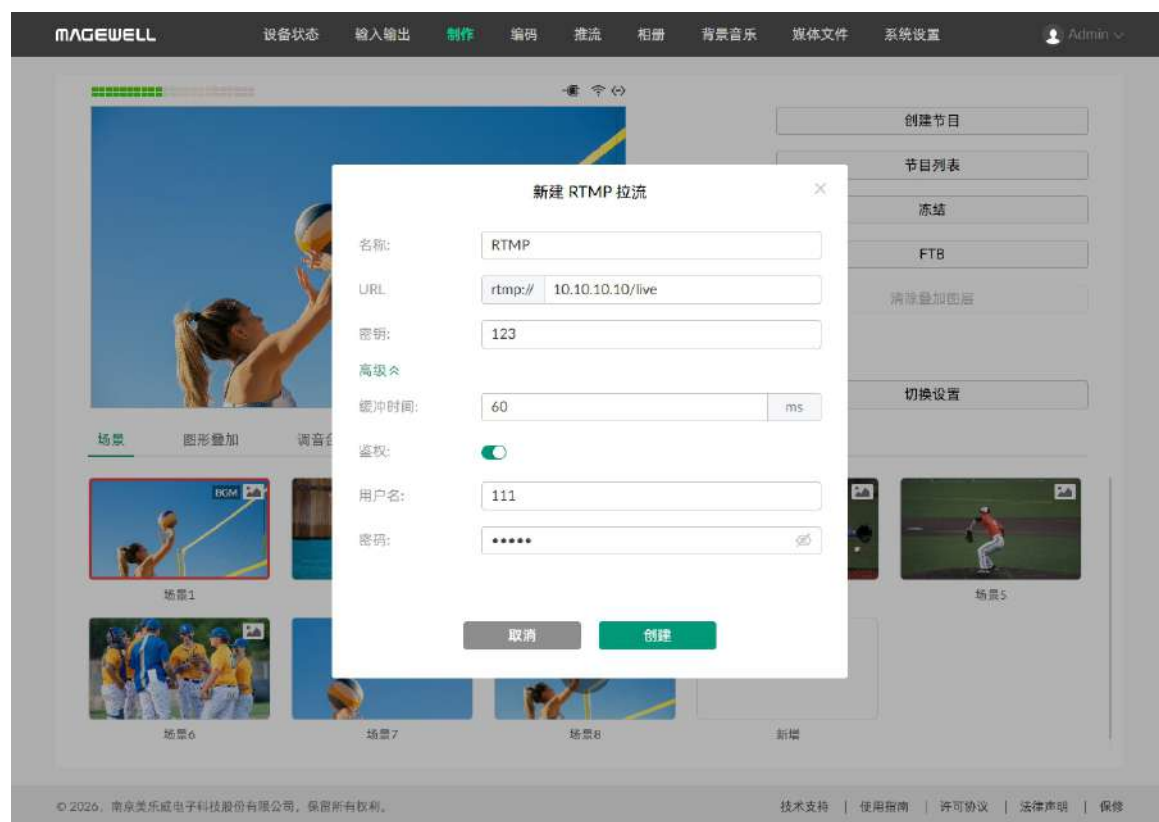 MAGEWELL 设备状态 输入输出 制作 编码 推流 相册 背景音乐 媒体文件 系统设置 Admin
创建节目
节目列表
冻结
FTB
清除叠加图层
切换设置
新建 RTMP 拉流
名称: RTMP
URL rtmp:// 10.10.10.10/live
密钥: 123
高级
缓冲时间: 60 ms
鉴权:
用户名: 111
密码: •••••
取消 创建
场景 图形叠加 调音
BGM
场景1 场景5
场景6 场景7 场景8 新增
© 2026, 南京美乐威电子科技股份有限公司, 保留所有权利。 技术支持 | 使用指南 | 许可协议 | 法律声明 | 保修